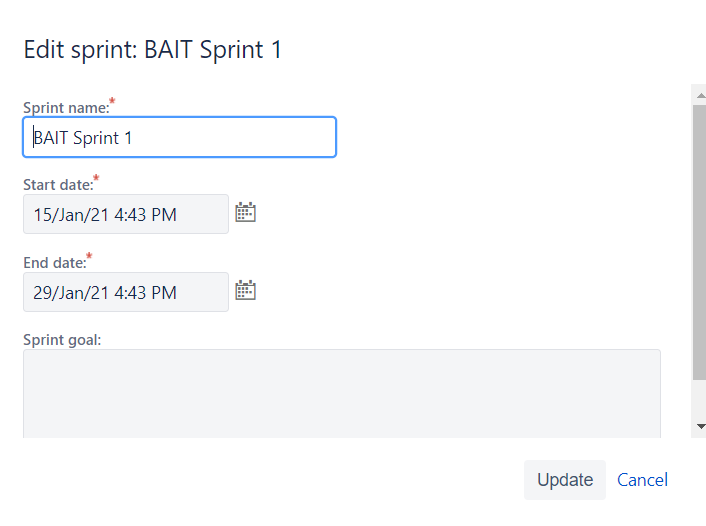 Edit sprint: BAIT Sprint 1
Sprint name:*
BAIT Sprint 1
Start date:*
15/Jan/21 4:43 PM
End date:*
29/Jan/21 4:43 PM
Sprint goal:
Update Cancel